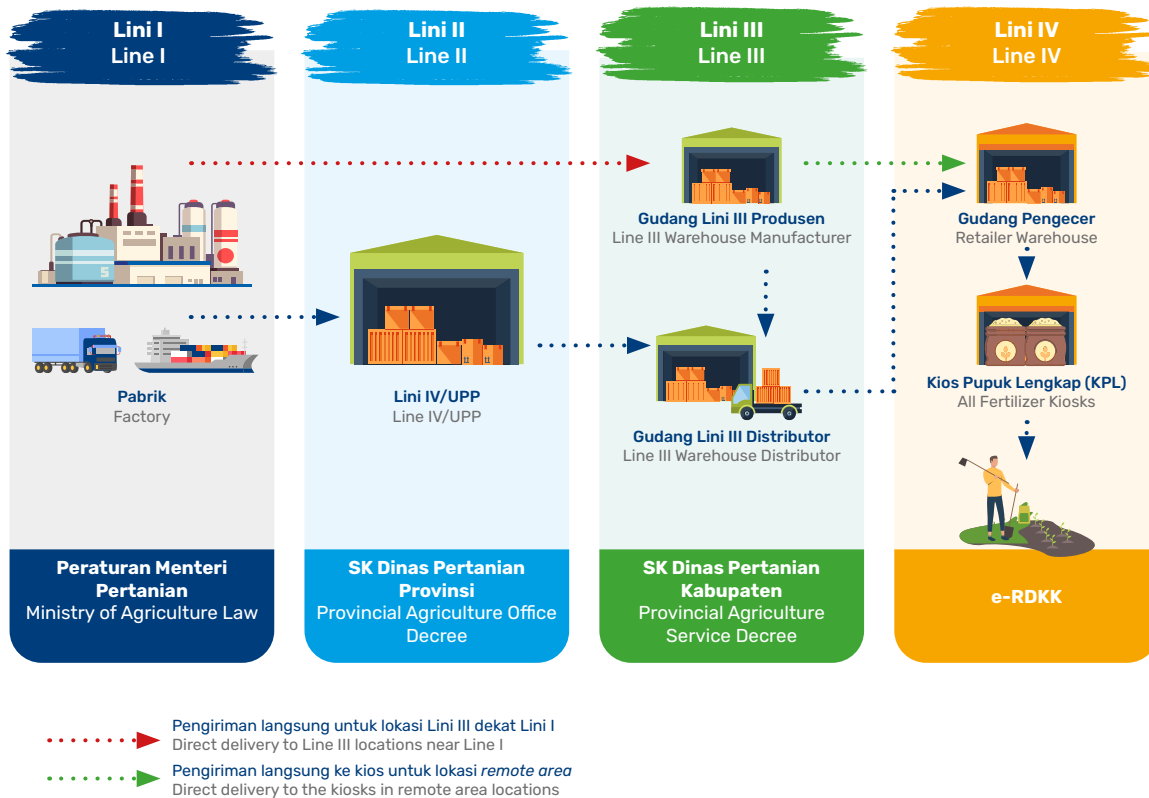 Lini I
Line I
Lini II
Line II
Lini III
Line III
Lini IV
Line IV
Gudang Lini III Produsen
Line III Warehouse Manufacturer
Gudang Pengecer
Retailer Warehouse
5
Pabrik
Factory
Lini IV/UPP
Line IV/UPP
Gudang Lini III Distributor
Line III Warehouse Distributor
Kios Pupuk Lengkap (KPL)
All Fertilizer Kiosks
Peraturan Menteri
Pertanian
Ministry of Agriculture Law
SK Dinas Pertanian
Provinsi
Provincial Agriculture Office
Decree
SK Dinas Pertanian
Kabupaten
Provincial Agriculture
Service Decree
e-RDKK
Pengiriman langsung untuk lokasi Lini III dekat Lini I
Direct delivery to Line III locations near Line I
Pengiriman langsung ke kios untuk lokasi remote area
Direct delivery to the kiosks in remote area locations